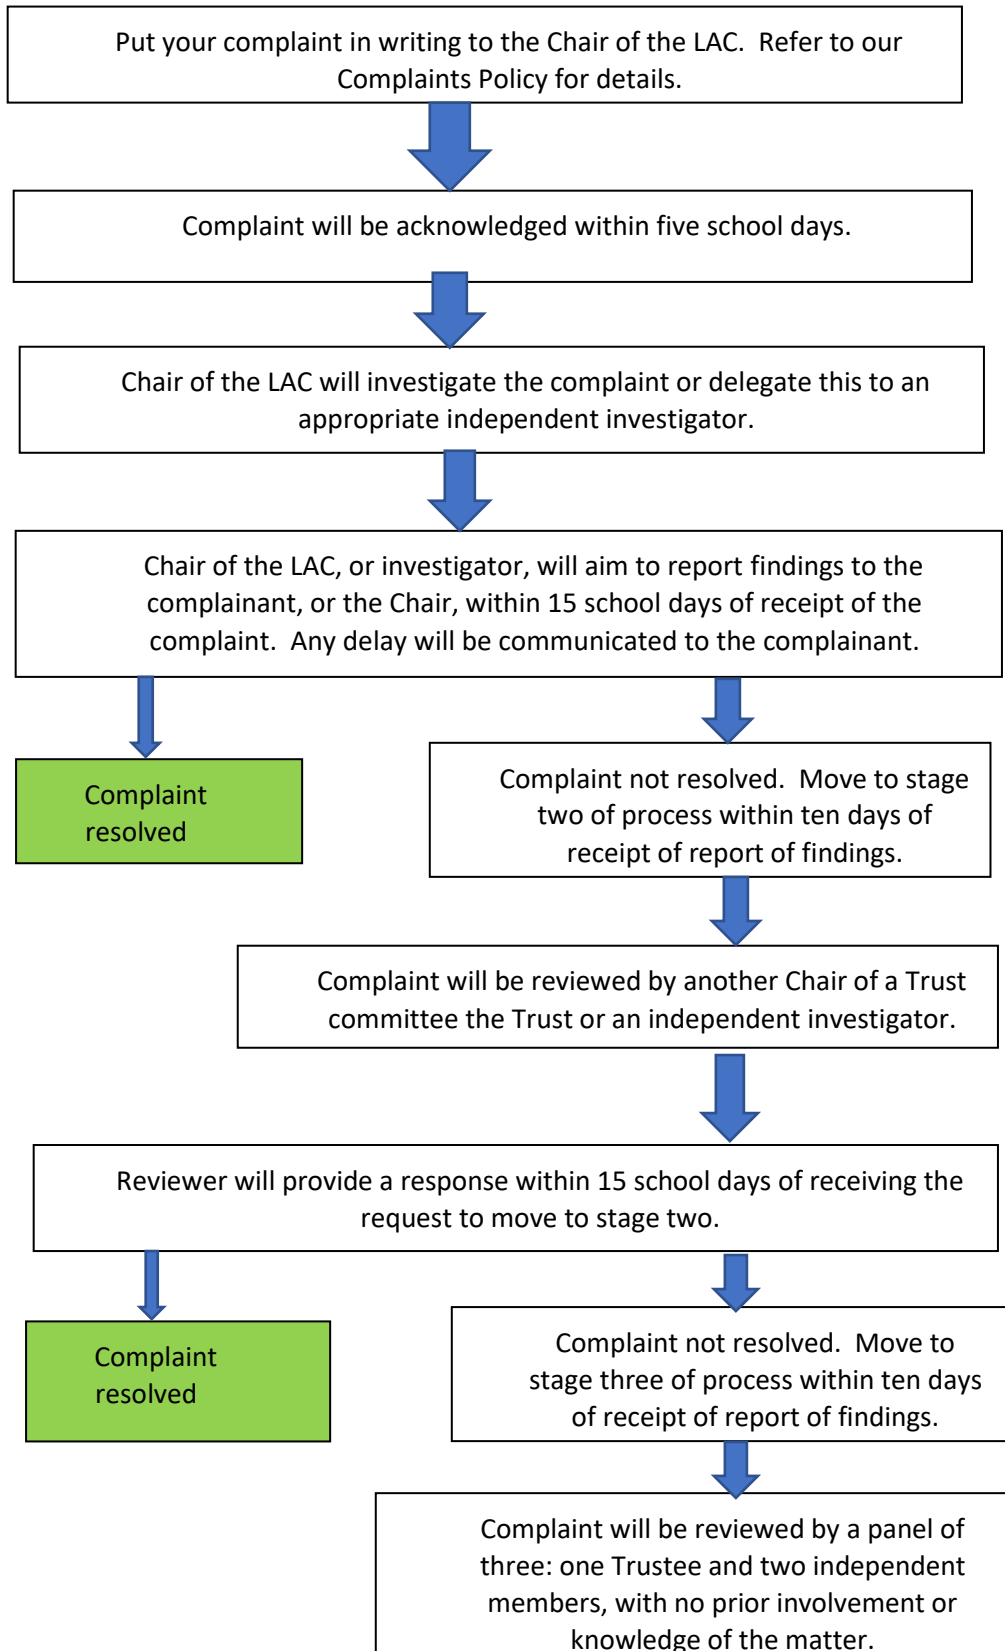 Put your complaint in writing to the Chair of the LAC.  Refer to our
Complaints Policy for details.
Complaint will be acknowledged within five school days.
Chair of the LAC will investigate the complaint or delegate this to an
appropriate independent investigator.
Chair of the LAC, or investigator, will aim to report findings to the
complainant, or the Chair, within 15 school days of receipt of the
complaint.  Any delay will be communicated to the complainant.
Complaint
resolved
Complaint not resolved.  Move to stage
two of process within ten days of
receipt of report of findings.
Complaint will be reviewed by another Chair of a Trust
committee the Trust or an independent investigator.
Reviewer will provide a response within 15 school days of receiving the
request to move to stage two.
Complaint
resolved
Complaint not resolved.  Move to
stage three of process within ten days
of receipt of report of findings.
Complaint will be reviewed by a panel of
three: one Trustee and two independent
members, with no prior involvement or
knowledge of the matter.